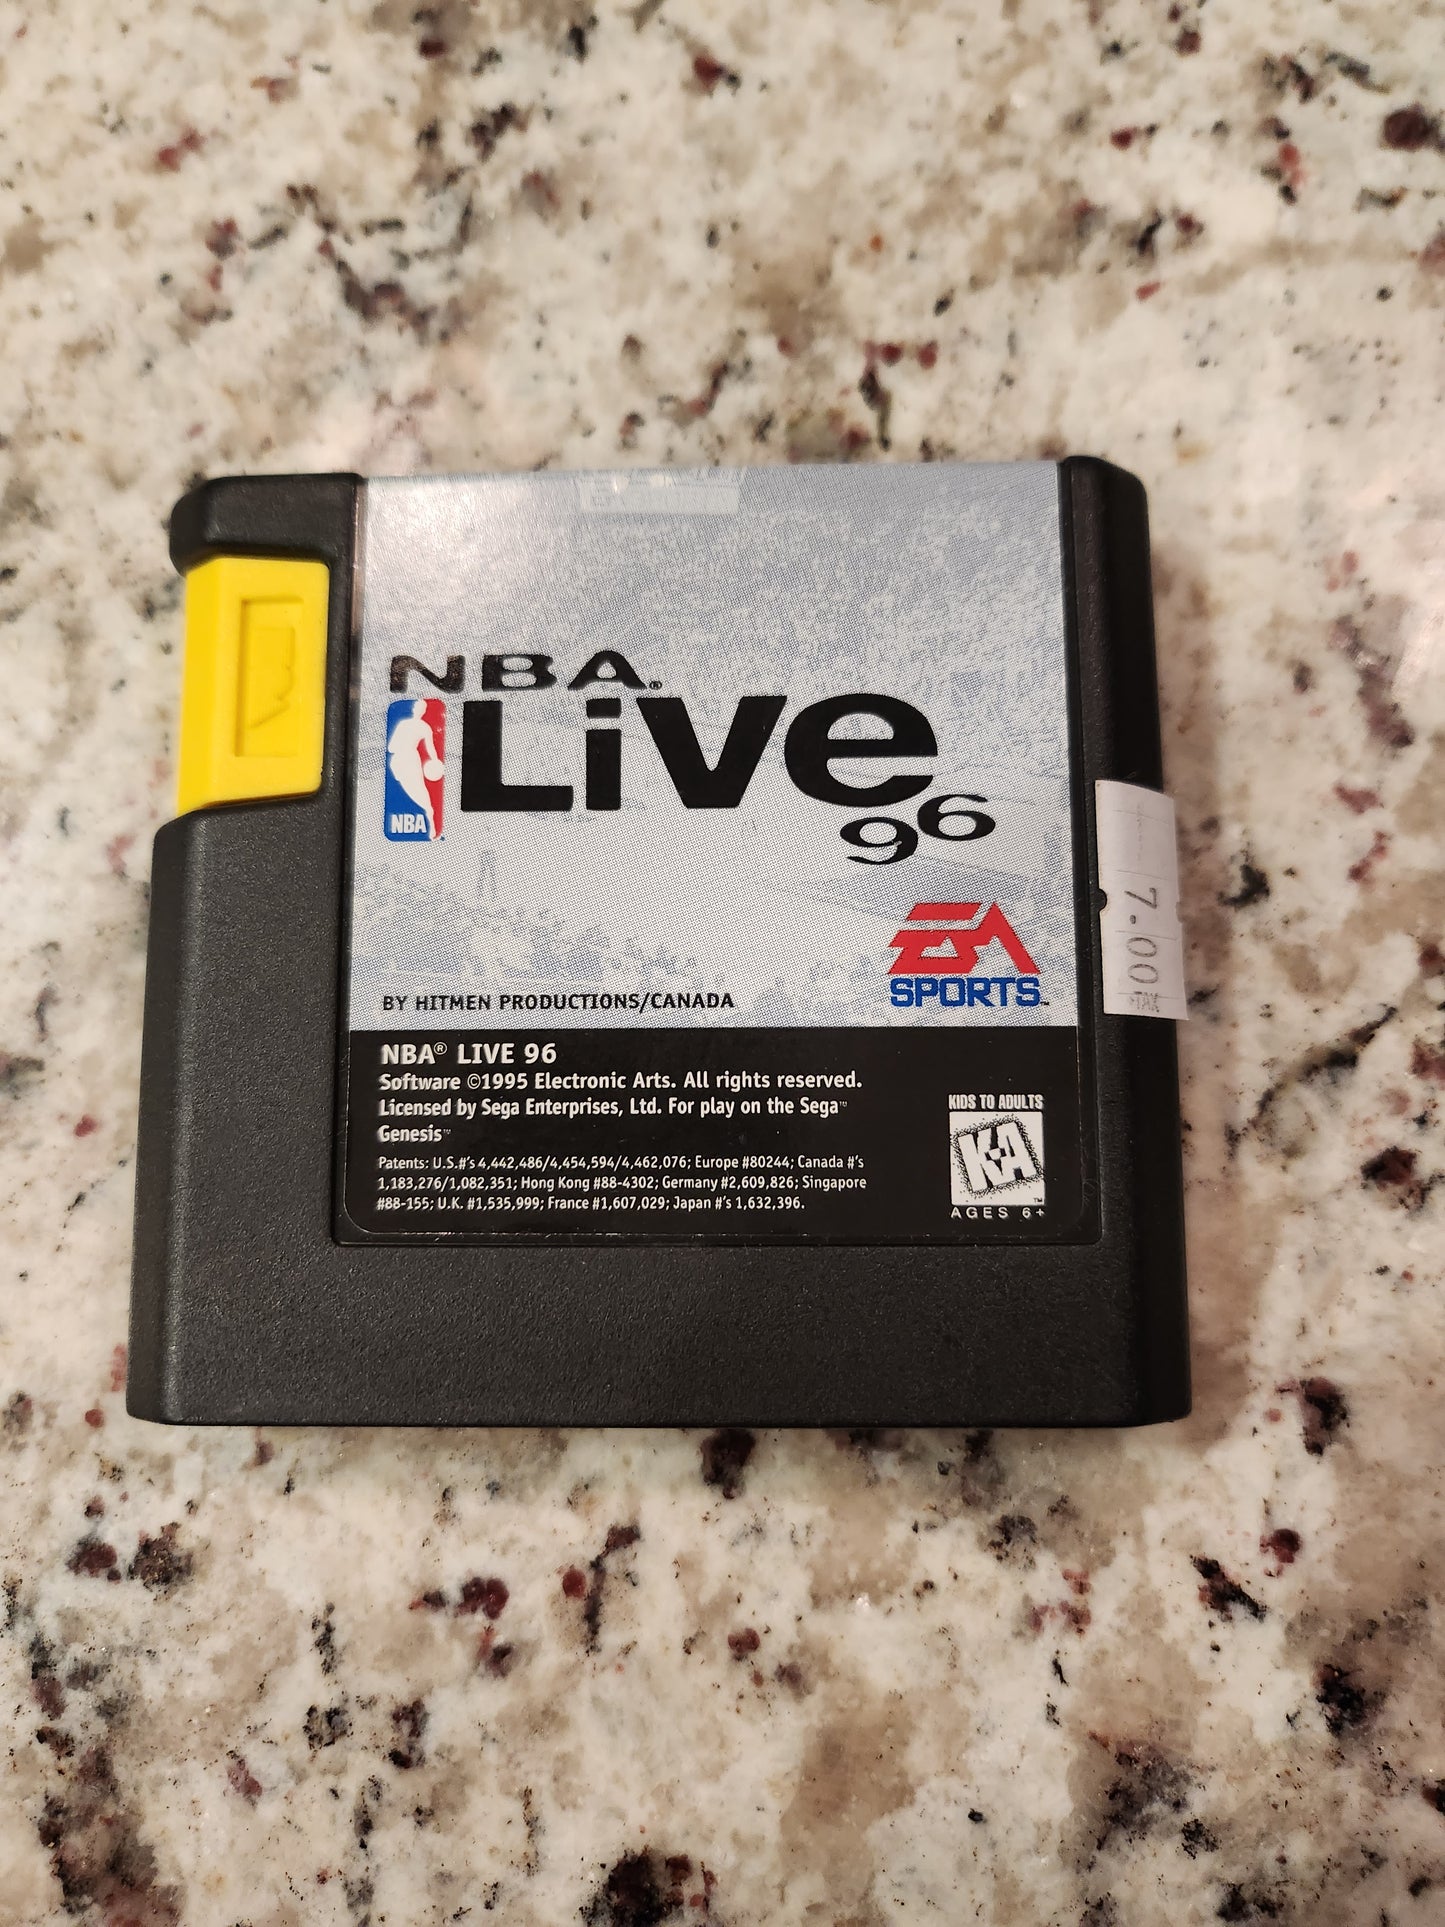 NBA®
Live
96
NBA
EA
SPORTS™
BY HITMEN PRODUCTIONS/CANADA
7.00
TAX
NBA® LIVE 96
Software ©1995 Electronic Arts. All rights reserved.
Licensed by Sega Enterprises, Ltd. For play on the Sega™
Genesis™
Patents: U.S.#'s 4,442,486/4,454,594/4,462,076; Europe #80244; Canada #'s
1,183,276/1,082,351; Hong Kong #88-4302; Germany #2,609,826; Singapore
#88-155; U.K. #1,535,999; France #1,607,029; Japan #'s 1,632,396.
KIDS TO ADULTS
K-A™
AGES 6+